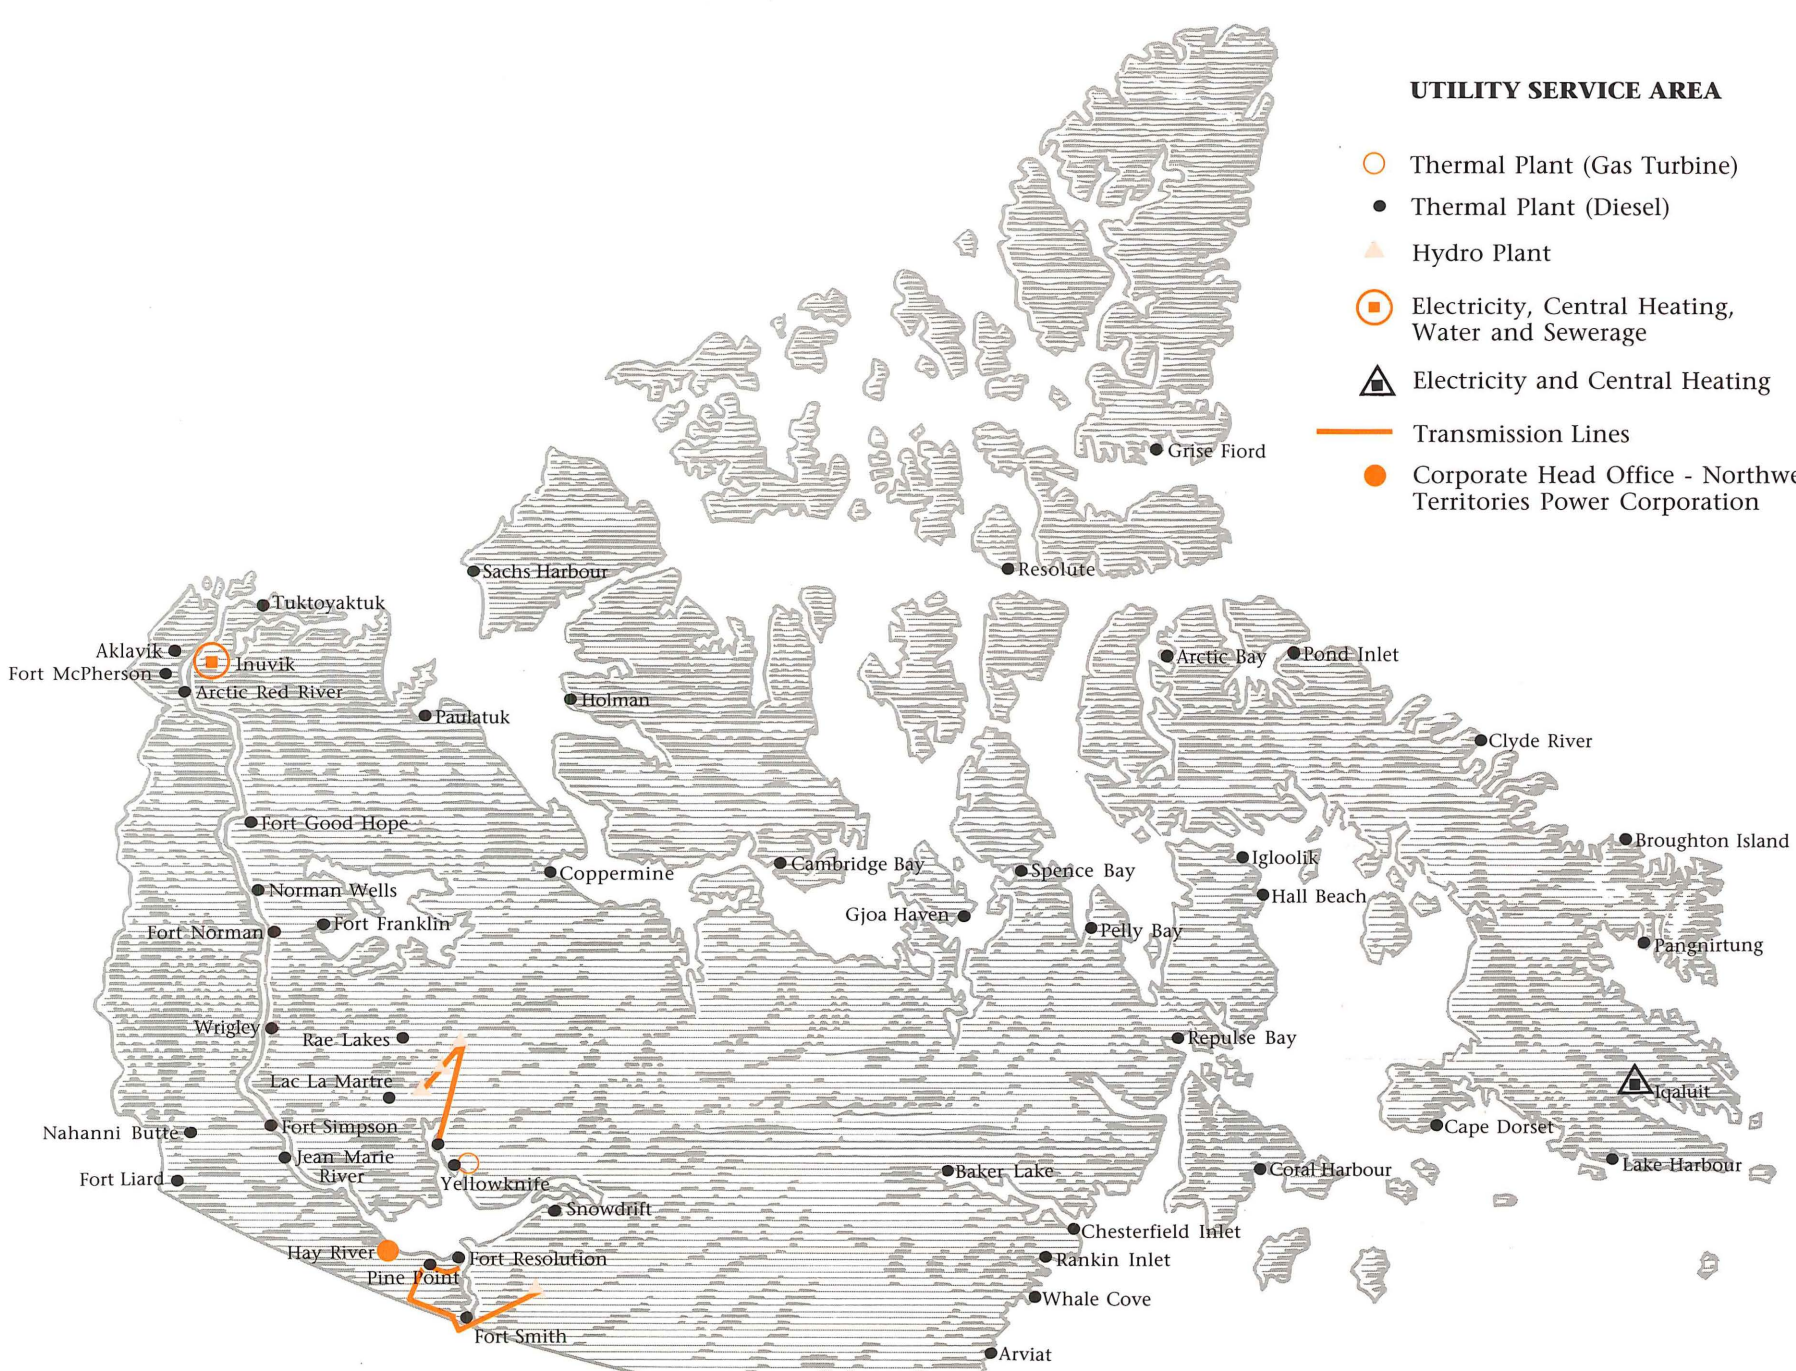 UTILITY SERVICE AREA
Thermal Plant (Gas Turbine)
Thermal Plant (Diesel)
Hydro Plant
Electricity, Central Heating,
Water and Sewerage
Electricity and Central Heating
Transmission Lines
Corporate Head Office - Northwe
Territories Power Corporation
Grise Fiord
Sachs Harbour
Resolute
Tuktoyaktuk
Aklavik
Inuvik
Fort McPherson
Arctic Red River
Arctic Bay
Pond Inlet
Holman
Paulatuk
Clyde River
Fort Good Hope
Broughton Island
Coppermine
Cambridge Bay
Spence Bay
Igloolik
Norman Wells
Hall Beach
Gjoa Haven
Fort Norman
Fort Franklin
Pelly Bay
Pangnirtung
Wrigley
Rae Lakes
Repulse Bay
Lac La Martre
Iqaluit
Nahanni Butte
Fort Simpson
Cape Dorset
Jean Marie
River
Fort Liard
Yellowknife
Baker Lake
Coral Harbour
Lake Harbour
Snowdrift
Chesterfield Inlet
Hay River
Fort Resolution
Rankin Inlet
Pine Point
Whale Cove
Fort Smith
Arviat